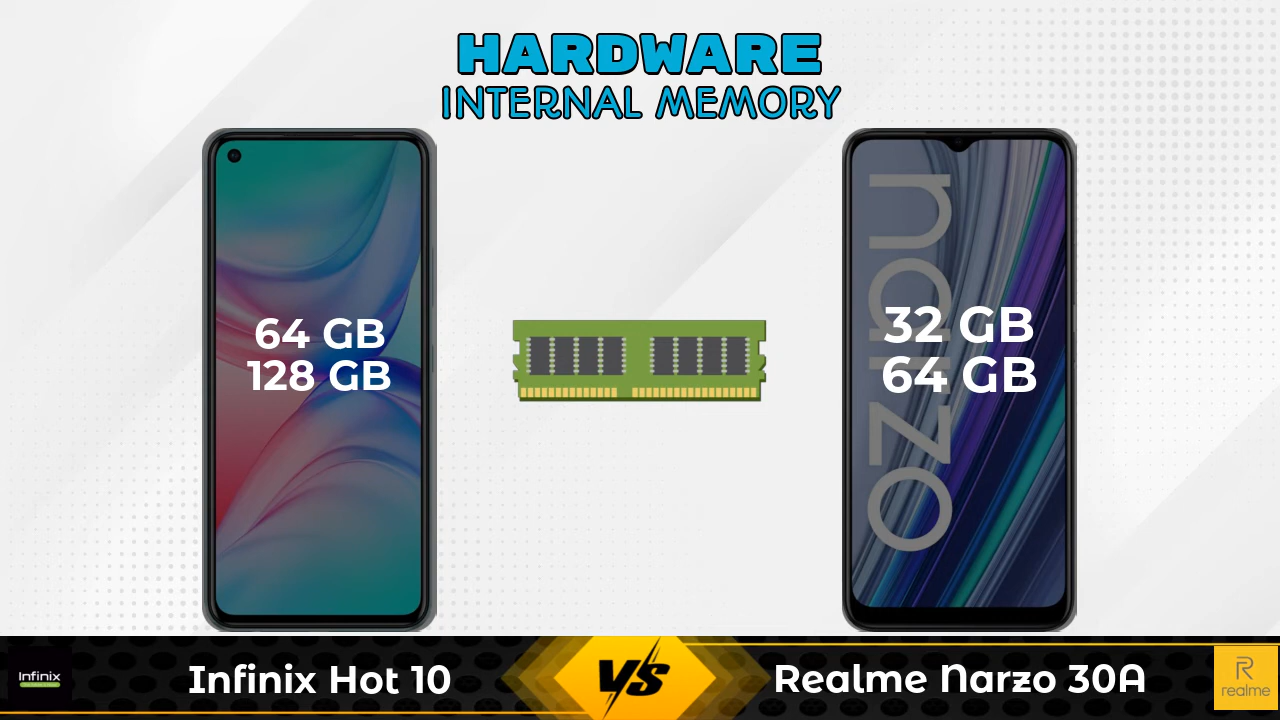 HARDWARE
INTERNAL MEMORY
64 GB
128 GB
narzo
32 GB
64 GB
Infinix
Infinix Hot 10
VS
Realme Narzo 30A
R
realme